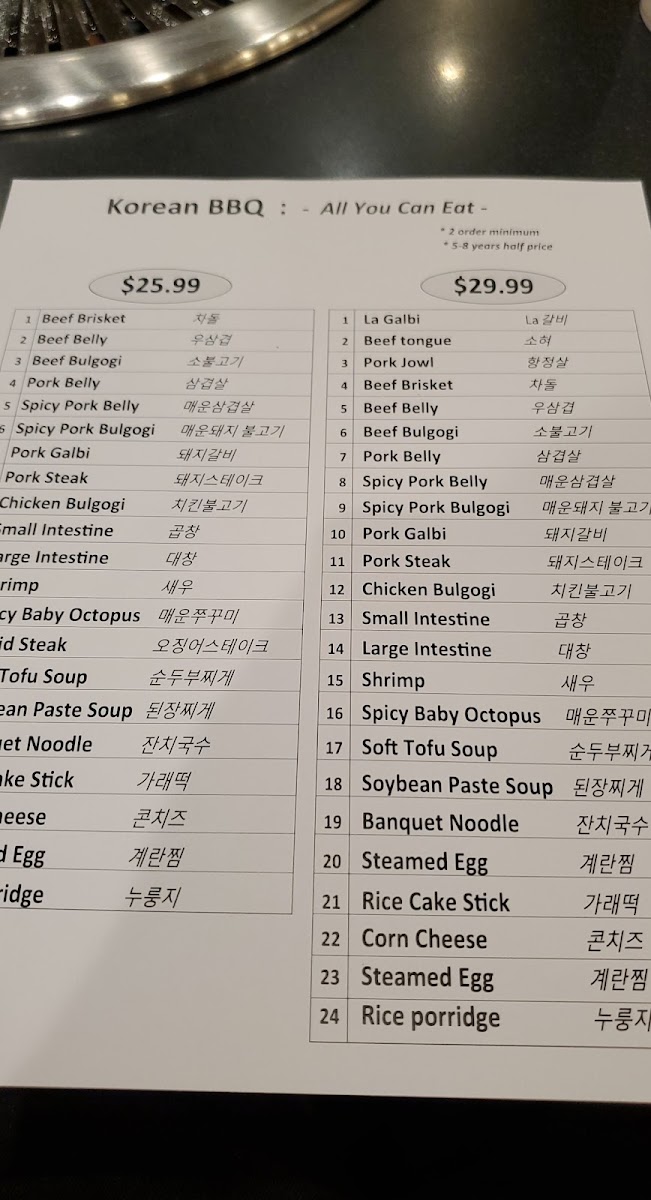 Korean BBQ : - All You Can Eat -
* 2 order minimum
* 5-8 years half price
$25.99
1 Beef Brisket 차돌
2 Beef Belly 우삼겹
3 Beef Bulgogi 소불고기
4 Pork Belly 삼겹살
5 Spicy Pork Belly 매운삼겹살
6 Spicy Pork Bulgogi 매운돼지 불고기
Pork Galbi 돼지갈비
Pork Steak 돼지스테이크
Chicken Bulgogi 치킨불고기
Small Intestine 곱창
arge Intestine 대창
rimp 새우
cy Baby Octopus 매운쭈꾸미
id Steak 오징어스테이크
Tofu Soup 순두부찌게
ean Paste Soup 된장찌게
uet Noodle 잔치국수
ake Stick 가래떡
heese 콘치즈
d Egg 계란찜
ridge 누룽지
$29.99
1 La Galbi La 갈비
2 Beef tongue 소혀
3 Pork Jowl 항정살
4 Beef Brisket 차돌
5 Beef Belly 우삼겹
6 Beef Bulgogi 소불고기
7 Pork Belly 삼겹살
8 Spicy Pork Belly 매운삼겹살
9 Spicy Pork Bulgogi 매운돼지 불고기
10 Pork Galbi 돼지갈비
11 Pork Steak 돼지스테이크
12 Chicken Bulgogi 치킨불고기
13 Small Intestine 곱창
14 Large Intestine 대창
15 Shrimp 새우
16 Spicy Baby Octopus 매운쭈꾸미
17 Soft Tofu Soup 순두부찌게
18 Soybean Paste Soup 된장찌게
19 Banquet Noodle 잔치국수
20 Steamed Egg 계란찜
21 Rice Cake Stick 가래떡
22 Corn Cheese 콘치즈
23 Steamed Egg 계란찜
24 Rice porridge 누룽지